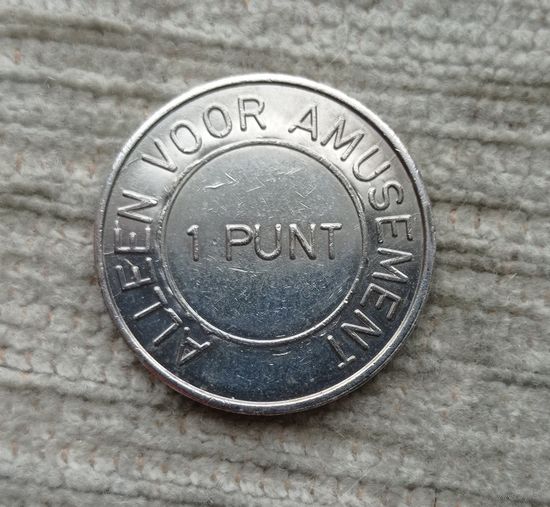 ALLEEN VOOR AMUSEMENT
1 PUNT